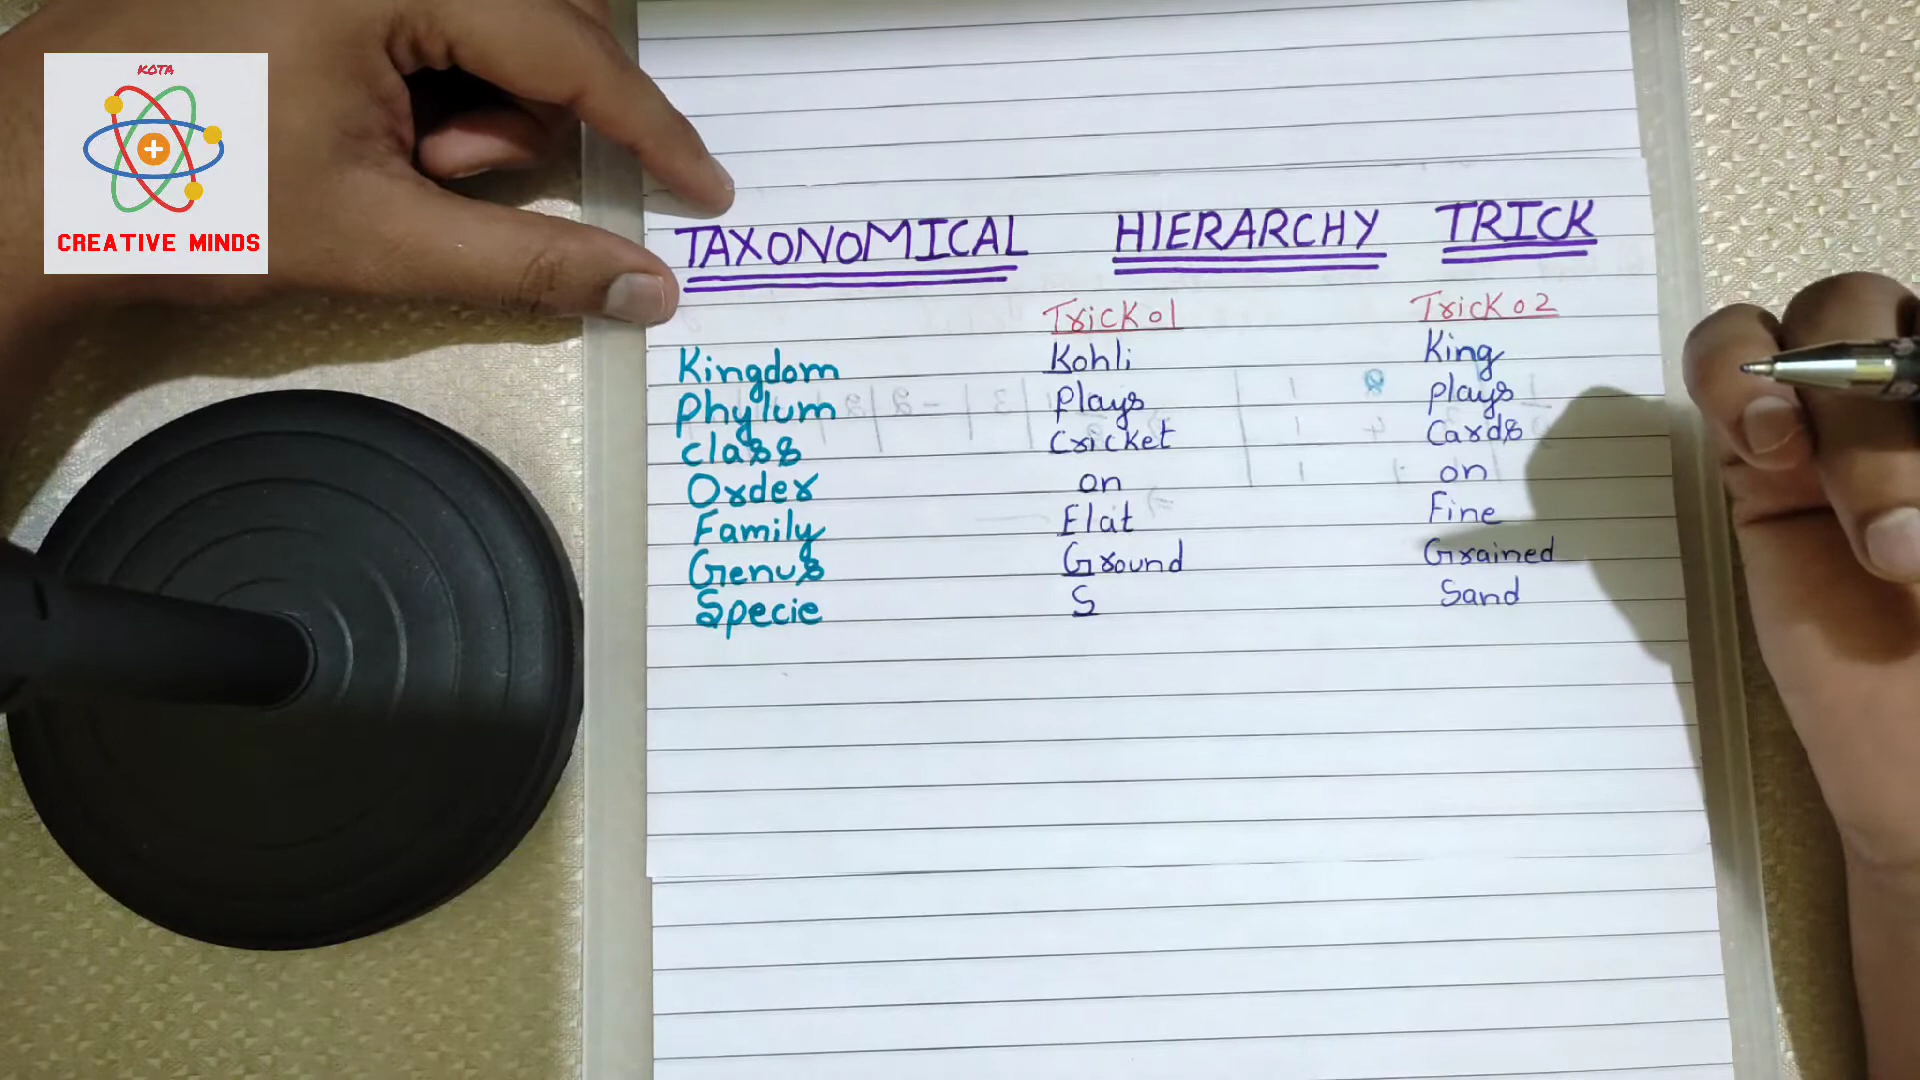 KOTA
CREATIVE MINDS
TAXONOMICAL HIERARCHY TRICK
Trick 01 Trick 02
Kingdom Kohli King
Phylum Plays plays
Class Cricket Cards
Order on on
Family Flat Fine
Genus Ground Grained
Specie S Sand